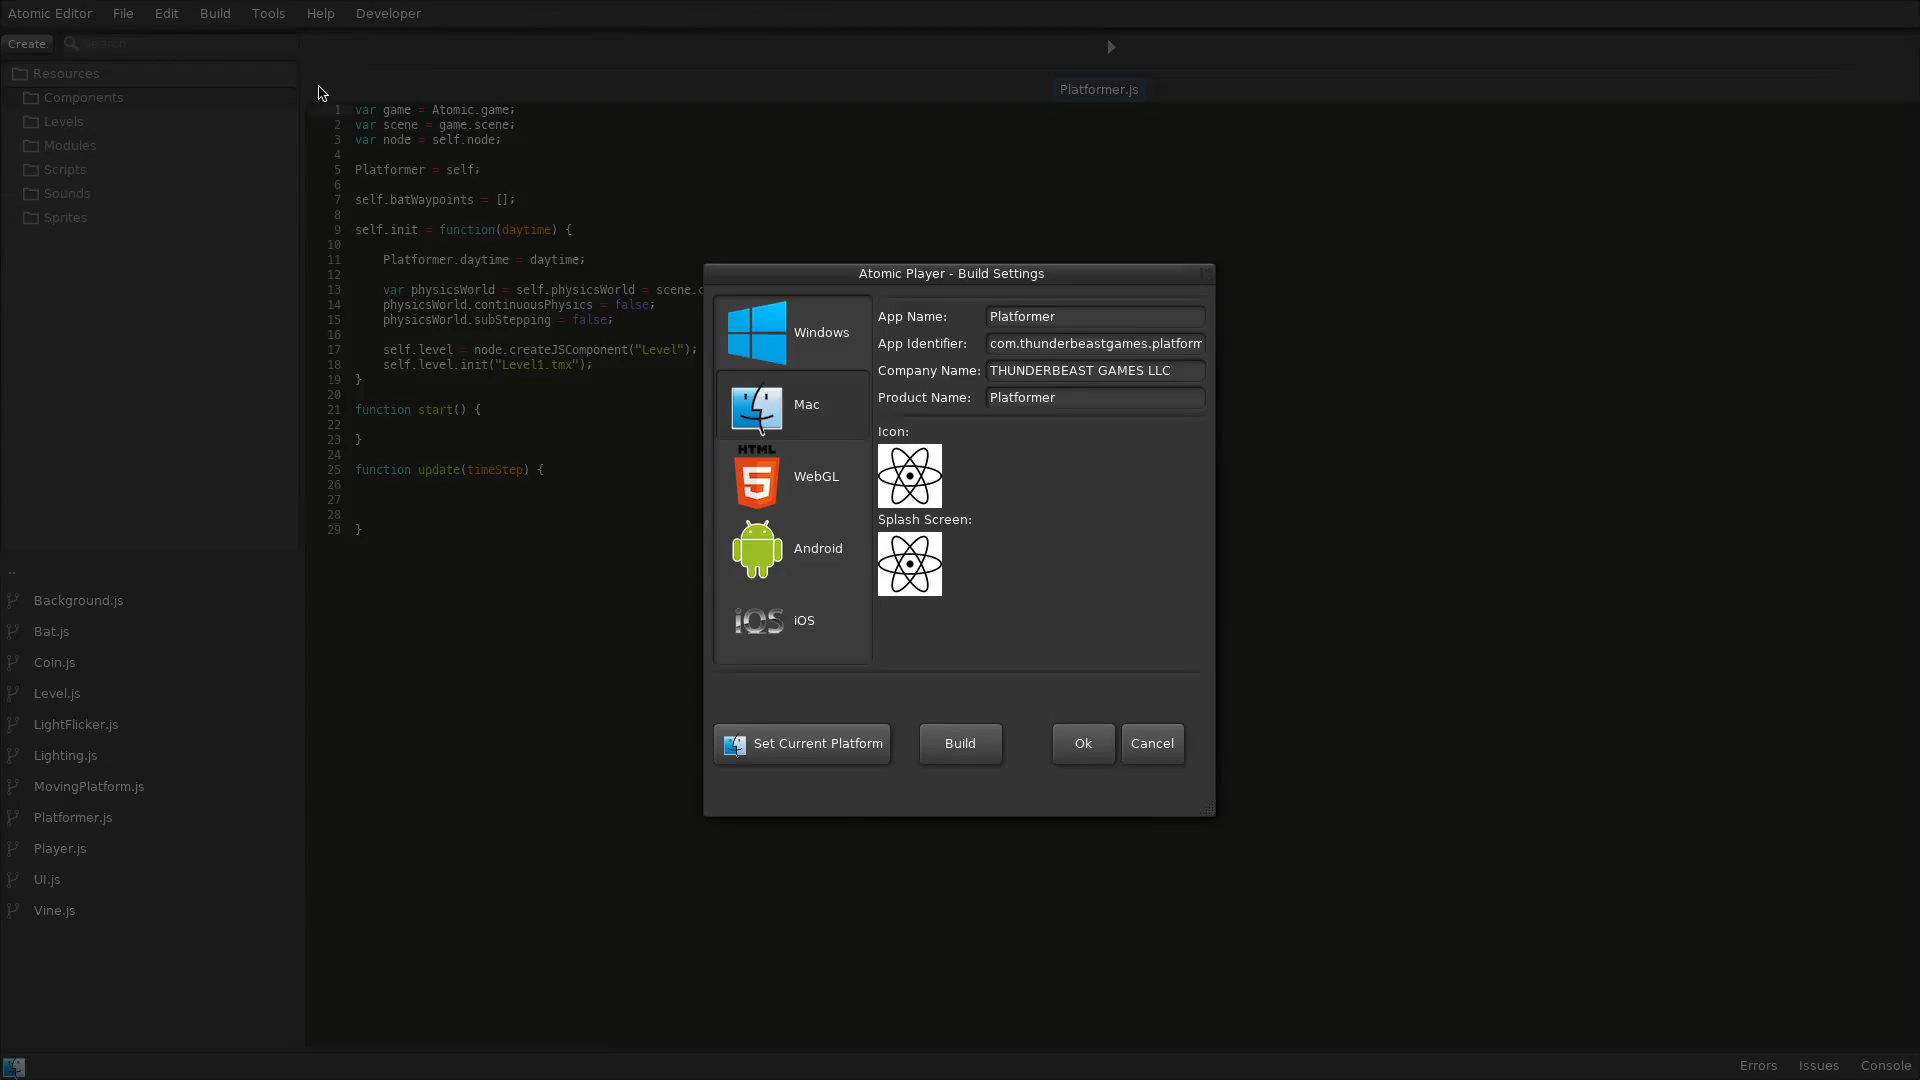 Atomic Editor File Edit Build Tools Help Developer
Create Search
Resources
Components
Levels
Modules
Scripts
Sounds
Sprites
Platformer.js
1 var game = Atomic.game;
2 var scene = game.scene;
3 var node = self.node;
4
5 Platformer = self;
6
7 self.batWaypoints = [];
8
9 self.init = function(daytime) {
10
11 Platformer.daytime = daytime;
12
13 var physicsWorld = self.physicsWorld = scene.c
14 physicsWorld.continuousPhysics = false;
15 physicsWorld.subStepping = false;
16
17 self.level = node.createJSComponent("Level");
18 self.level.init("Level1.tmx");
19 }
20
21 function start() {
22
23 }
24
25 function update(timeStep) {
26
27
28
29 }
..
Background.js
Bat.js
Coin.js
Level.js
LightFlicker.js
Lighting.js
MovingPlatform.js
Platformer.js
Player.js
UI.js
Vine.js
Atomic Player - Build Settings
Windows
Mac
HTML
5
WebGL
Android
iOS iOS
App Name: Platformer
App Identifier: com.thunderbeastgames.platform
Company Name: THUNDERBEAST GAMES LLC
Product Name: Platformer
Icon:
Splash Screen:
Set Current Platform Build Ok Cancel
Errors Issues Console